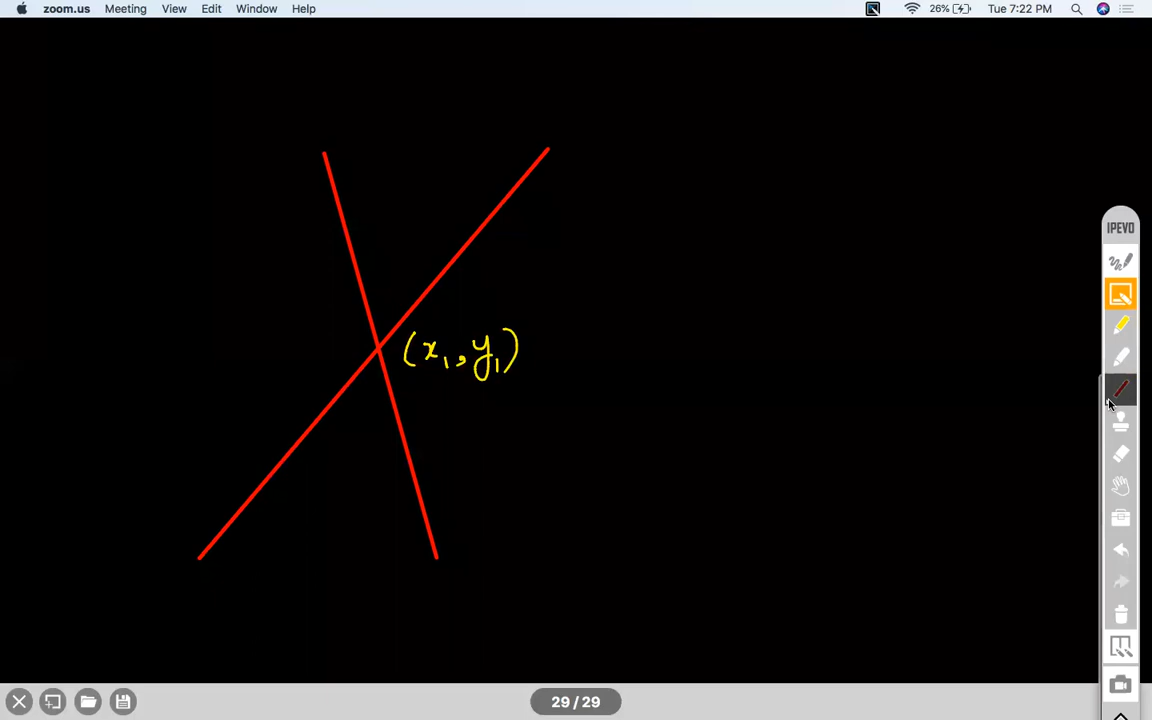 zoom.us Meeting View Edit Window Help 26% Tue 7:22 PM
IPEVO
(x₁, y₁)
29 / 29